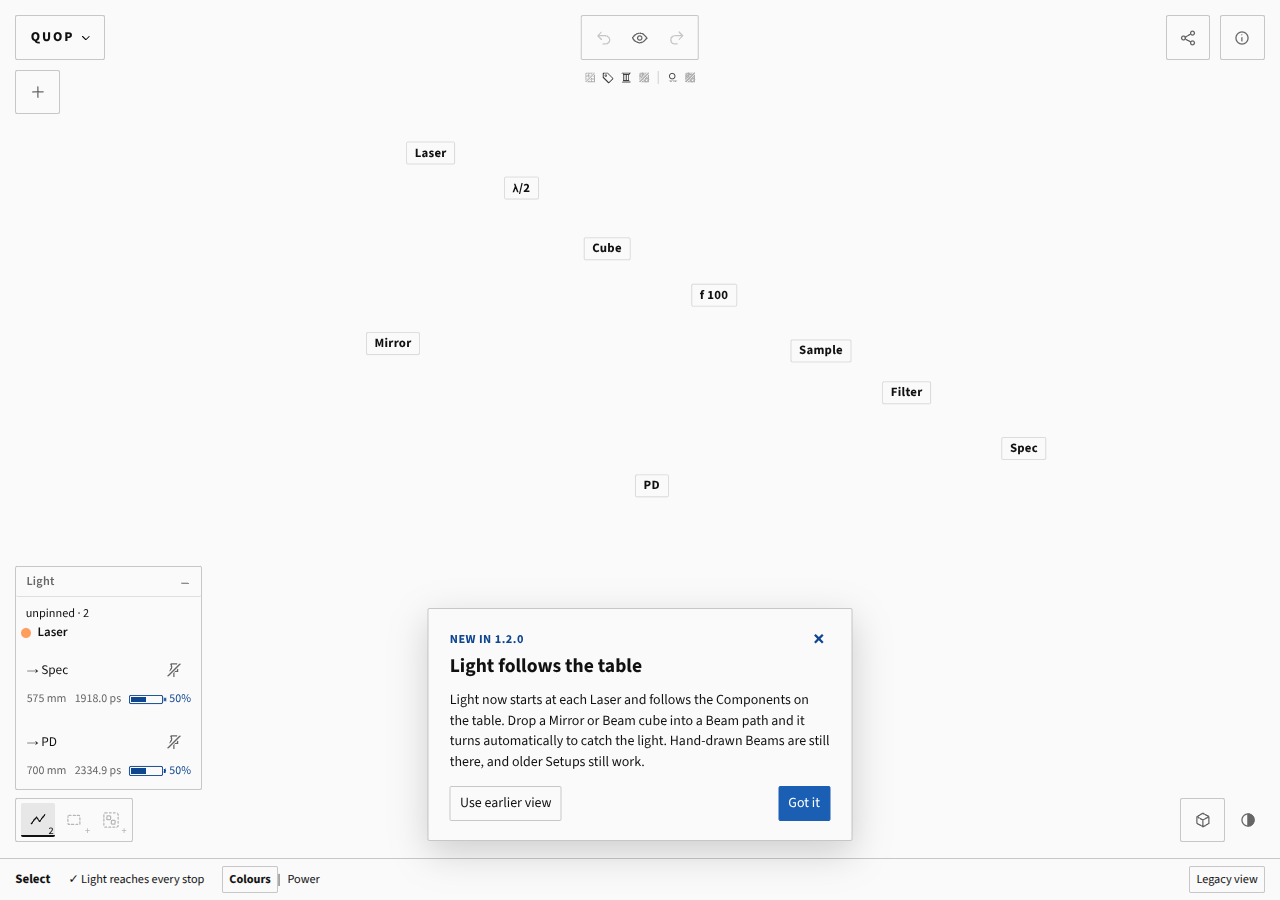 QUOP
Laser
λ/2
Cube
f 100
Mirror
Sample
Filter
Spec
PD
Light
unpinned · 2
Laser
→ Spec
575 mm 1918.0 ps 50%
→ PD
700 mm 2334.9 ps 50%
2
NEW IN 1.2.0
Light follows the table
Light now starts at each Laser and follows the Components on
the table. Drop a Mirror or Beam cube into a Beam path and it
turns automatically to catch the light. Hand-drawn Beams are still
there, and older Setups still work.
Use earlier view
Got it
Select ✓ Light reaches every stop Colours Power
Legacy view